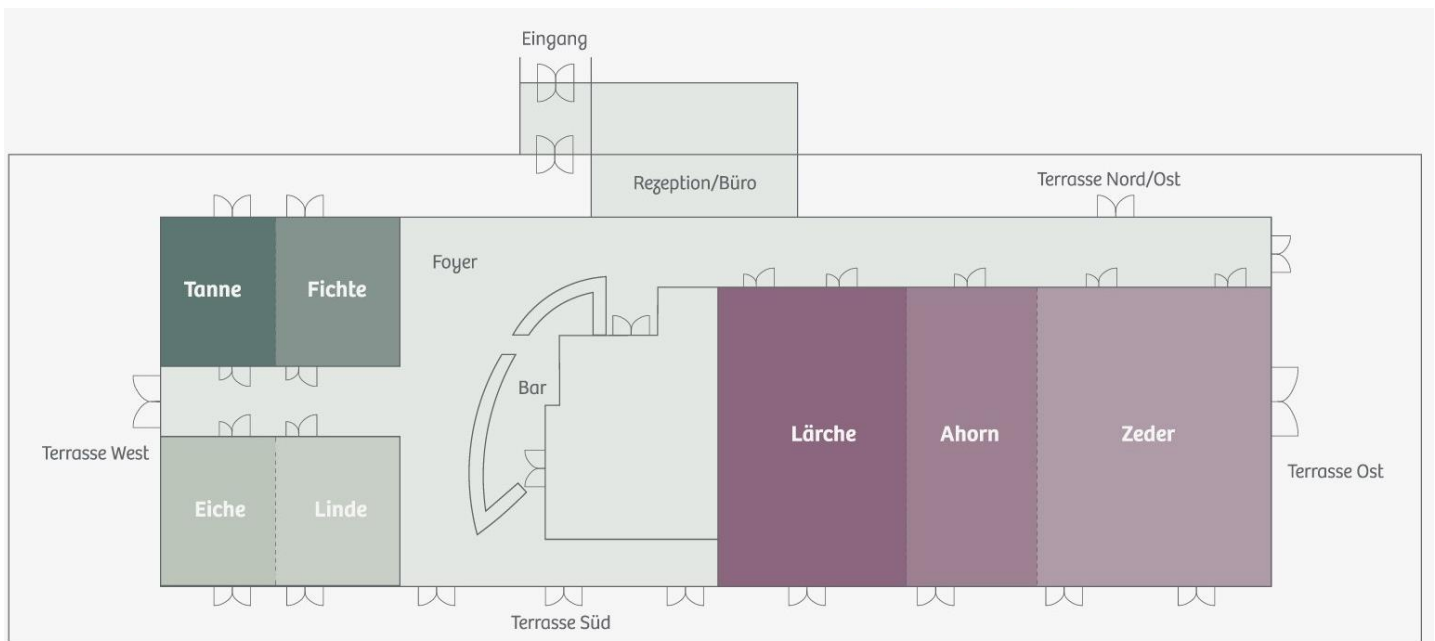 Eingang
Rezeption/Büro
Terrasse Nord/Ost
Foyer
Tanne
Fichte
Bar
Lärche
Ahorn
Zeder
Terrasse West
Terrasse Ost
Eiche
Linde
Terrasse Süd